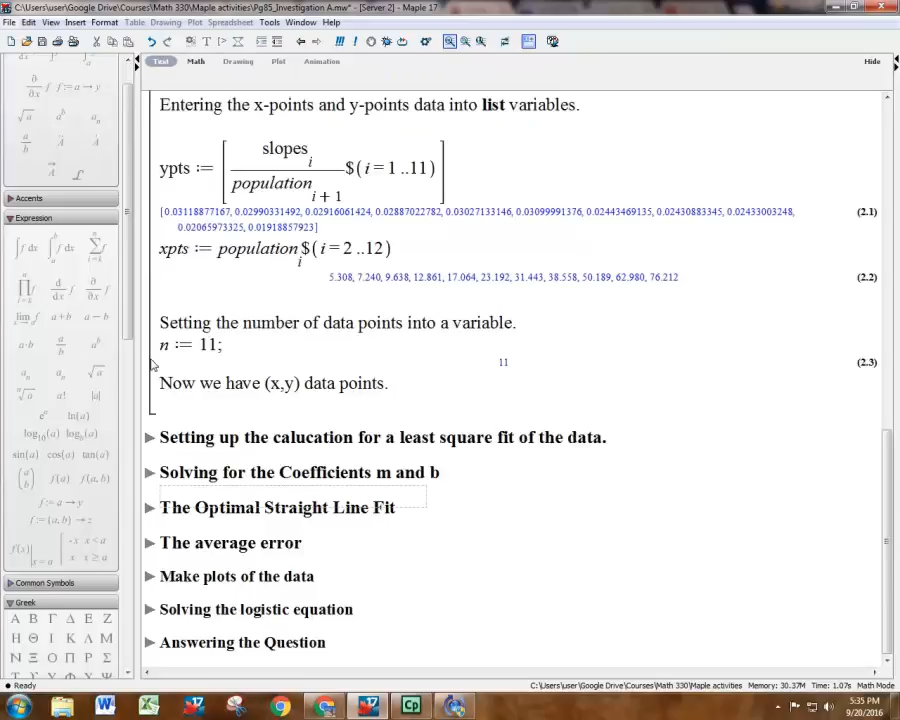 C:\Users\user\Google Drive\Courses\Math 330\Maple activities\Pg85_Investigation A.mw* - [Server 2] - Maple 17
File Edit View Insert Format Table Drawing Plot Spreadsheet Tools Window Help
Text Math Drawing Plot Animation Hide
Accents
Expression
Common Symbols
Greek
Entering the x-points and y-points data into list variables.
ypts := [ slopes_i / population_{i+1} $ ( i = 1 ..11 ) ]
[0.03118877167, 0.02990331492, 0.02916061424, 0.02887022782, 0.03027133146, 0.03099991376, 0.02443469135, 0.02430883345, 0.02433003248, (2.1)
0.02065973325, 0.01918857923]
xpts := population_i $ ( i = 2 ..12 )
5.308, 7.240, 9.638, 12.861, 17.064, 23.192, 31.443, 38.558, 50.189, 62.980, 76.212 (2.2)
Setting the number of data points into a variable.
n := 11;
11 (2.3)
Now we have (x,y) data points.
Setting up the calucation for a least square fit of the data.
Solving for the Coefficients m and b
The Optimal Straight Line Fit
The average error
Make plots of the data
Solving the logistic equation
Answering the Question
Ready C:\Users\user\Google Drive\Courses\Math 330\Maple activities Memory: 30.37M Time: 1.07s Math Mode
5:35 PM
9/20/2016